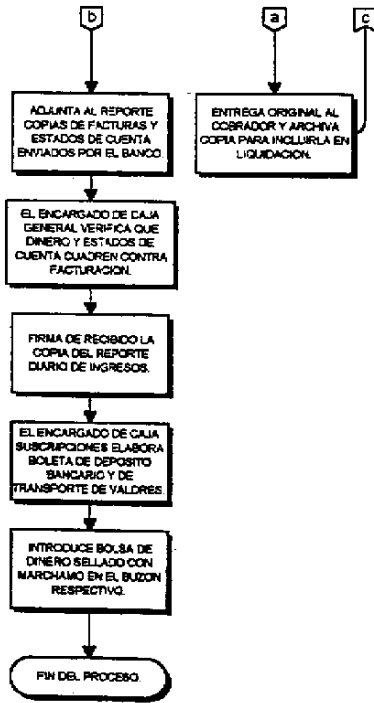 b
a
c
ADJUNTA AL REPORTE
COPIAS DE FACTURAS Y
ESTADOS DE CUENTA
ENVIADOS POR EL BANCO.
ENTREGA ORIGINAL AL
COBRADOR Y ARCHIVA
COPIA PARA INCLUIRLA EN
LIQUIDACION.
EL ENCARGADO DE CAJA
GENERAL VERIFICA QUE
DINERO Y ESTADOS DE
CUENTA CUADREN CONTRA
FACTURACION.
FIRMA DE RECIBIDO LA
COPIA DEL REPORTE
DIARIO DE INGRESOS.
EL ENCARGADO DE CAJA
SUSCRIPCIONES ELABORA
BOLETA DE DEPOSITO
BANCARIO Y DE
TRANSPORTE DE VALORES.
INTRODUCE BOLSA DE
DINERO SELLADO CON
MARCHAMO EN EL BUZON
RESPECTIVO.
FIN DEL PROCESO.